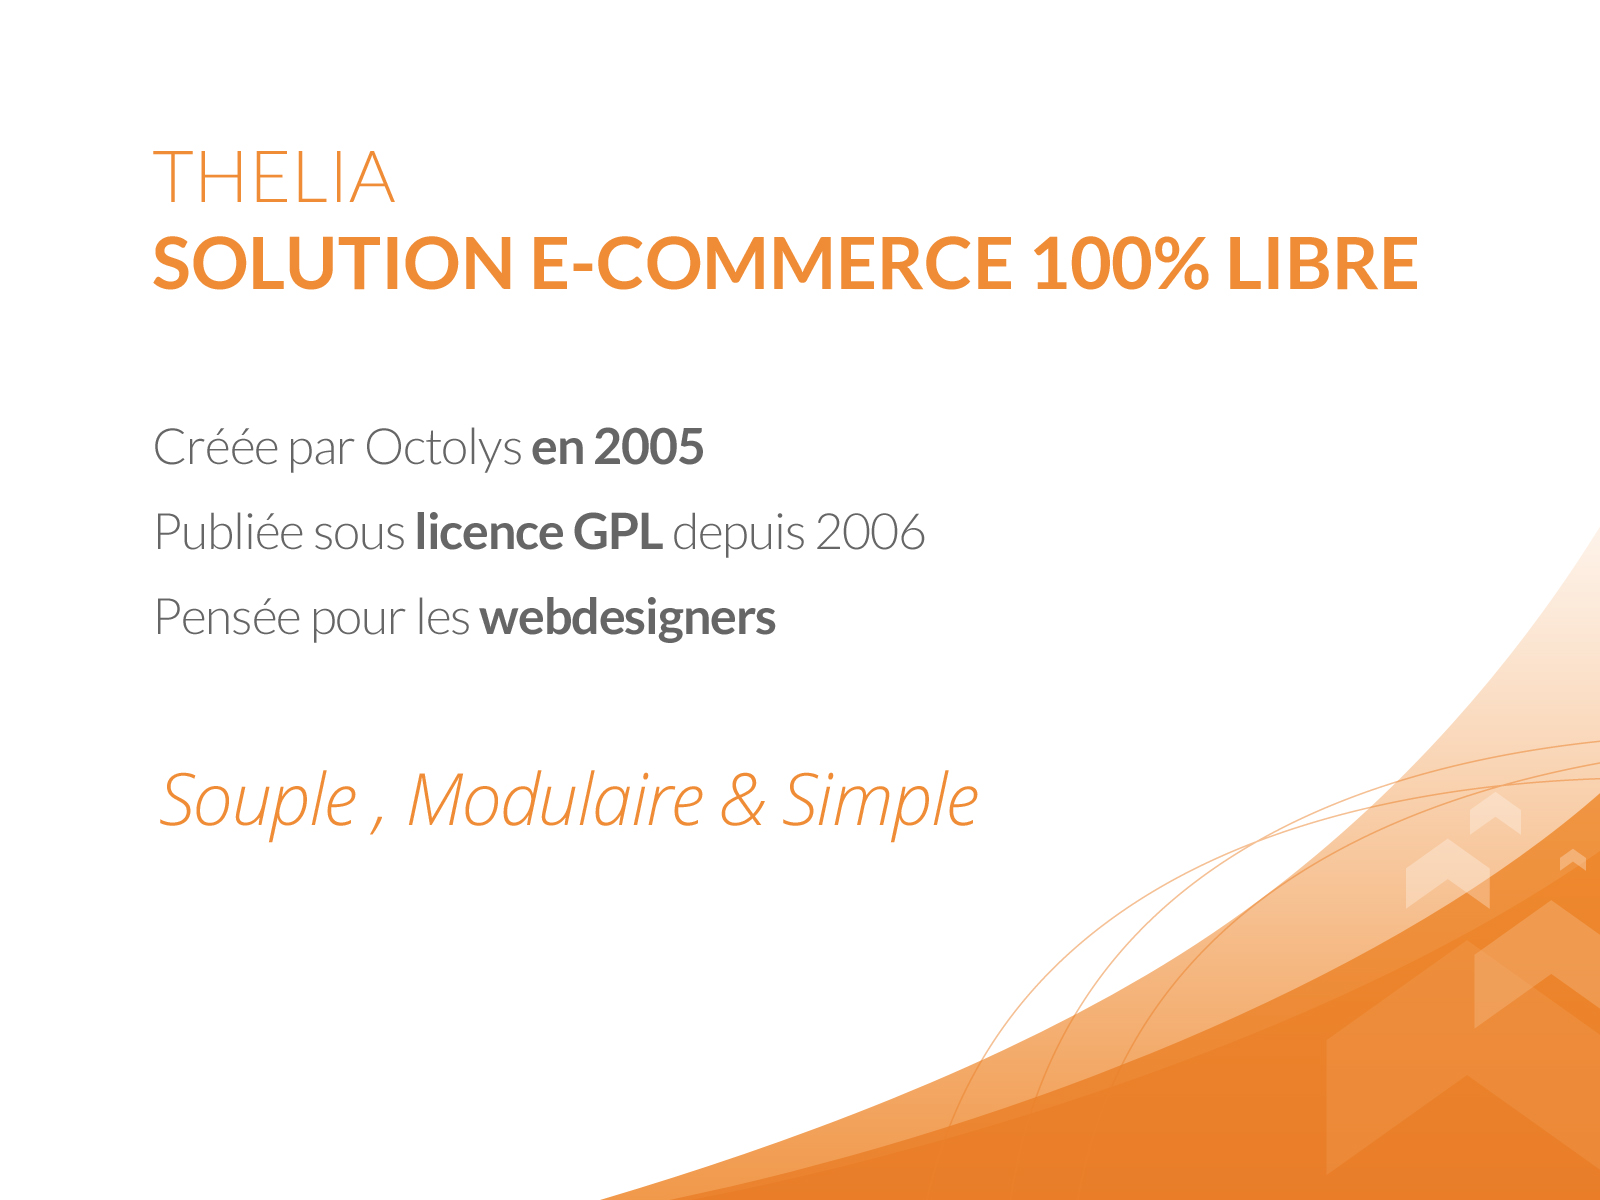 THELIA
SOLUTION E-COMMERCE 100% LIBRE
Créée par Octolys en 2005
Publiée sous licence GPL depuis 2006
Pensée pour les webdesigners
Souple , Modulaire & Simple